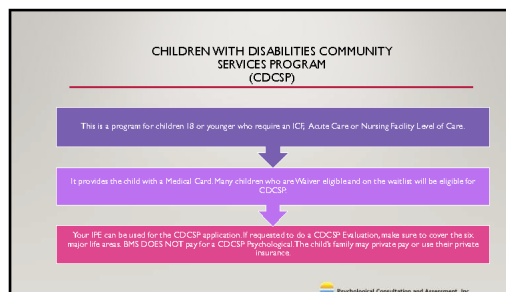 CHILDREN WITH DISABILITIES COMMUNITY
SERVICES PROGRAM
(CDCSP)
This is a program for children 18 or younger who require an ICF, Acute Care or Nursing Facility Level of Care.
It provides the child with a Medical Card. Many children who are Waiver eligible and on the waitlist will be eligible for
CDCSP.
Your IPE can be used for the CDCSP application. If requested to do a CDCSP Evaluation, make sure to cover the six
major life areas. BMS DOES NOT pay for a CDCSP Psychological. The child's family may private pay or use their private
insurance.
Psychological Consultation and Assessment, Inc